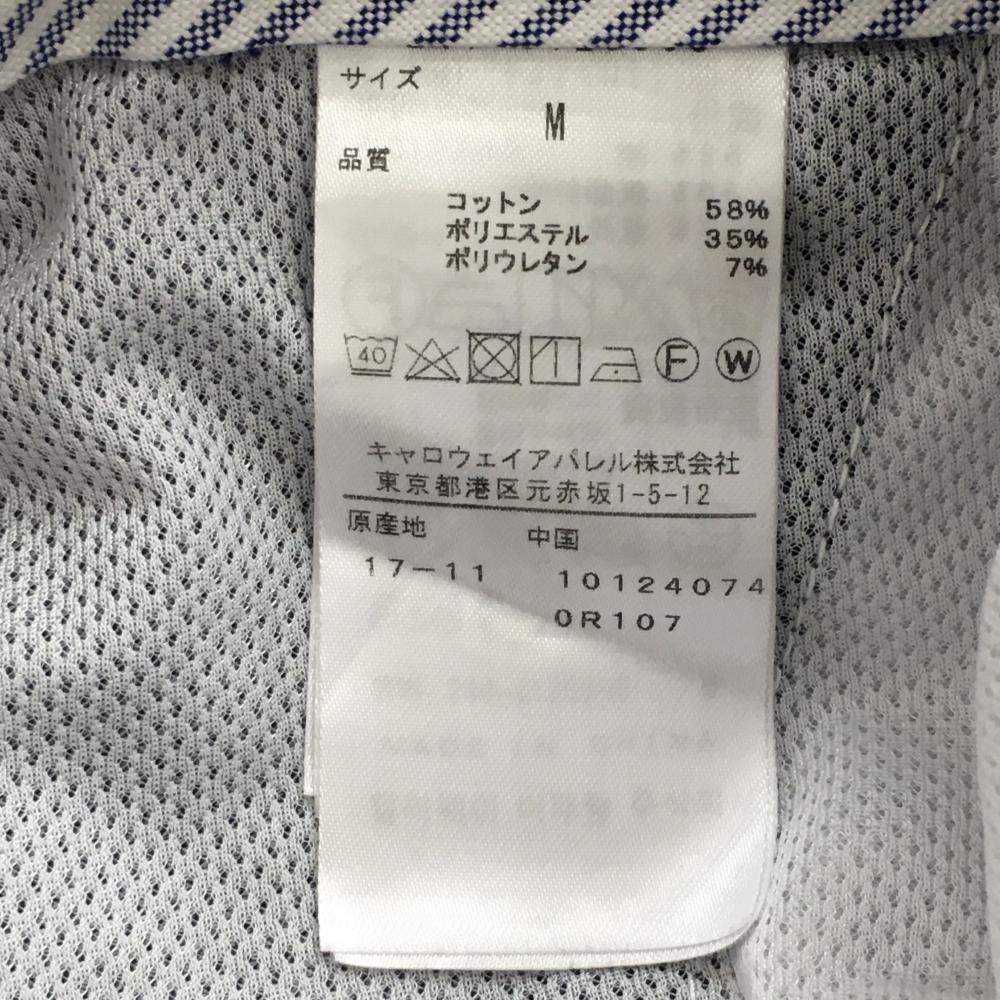 サイズ
M
品質
コットン 58%
ポリエステル 35%
ポリウレタン 7%
40 F W
キャロウェイアパレル株式会社
東京都港区元赤坂1-5-12
原産地 中国
17-11 10124074
0R107